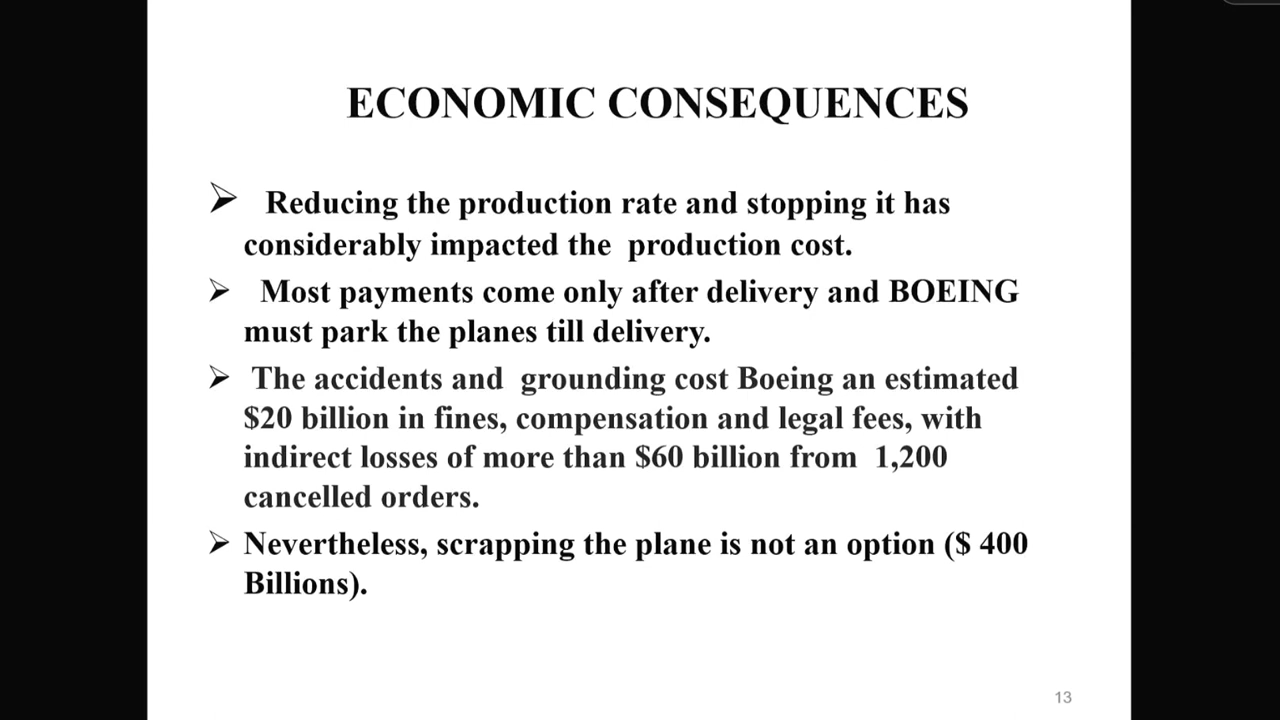 ECONOMIC CONSEQUENCES
➢ Reducing the production rate and stopping it has
considerably impacted the production cost.
➢ Most payments come only after delivery and BOEING
must park the planes till delivery.
➢ The accidents and grounding cost Boeing an estimated
$20 billion in fines, compensation and legal fees, with
indirect losses of more than $60 billion from 1,200
cancelled orders.
➢ Nevertheless, scrapping the plane is not an option ($ 400
Billions).
13